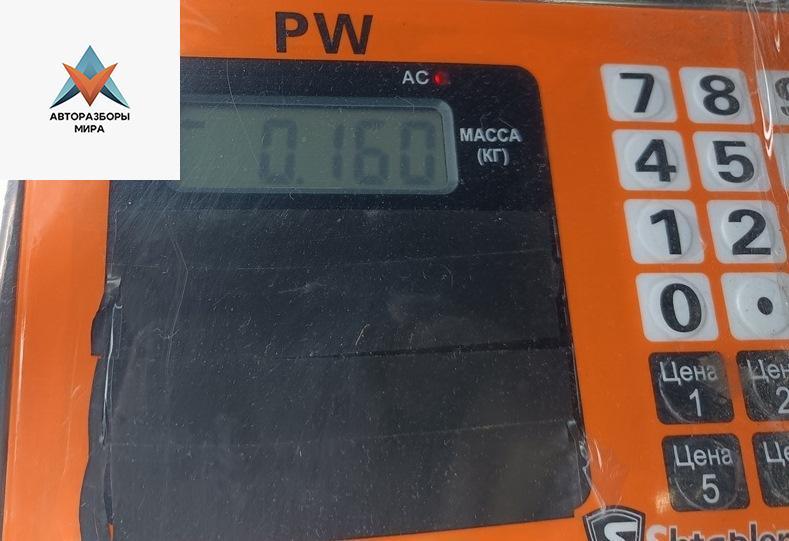 PW
АВТОРАЗБОРЫ
МИРА
AC
0.160
МАССА
(КГ)
7 8
4 5
1 2
0 .
Цена
1
Цена
5